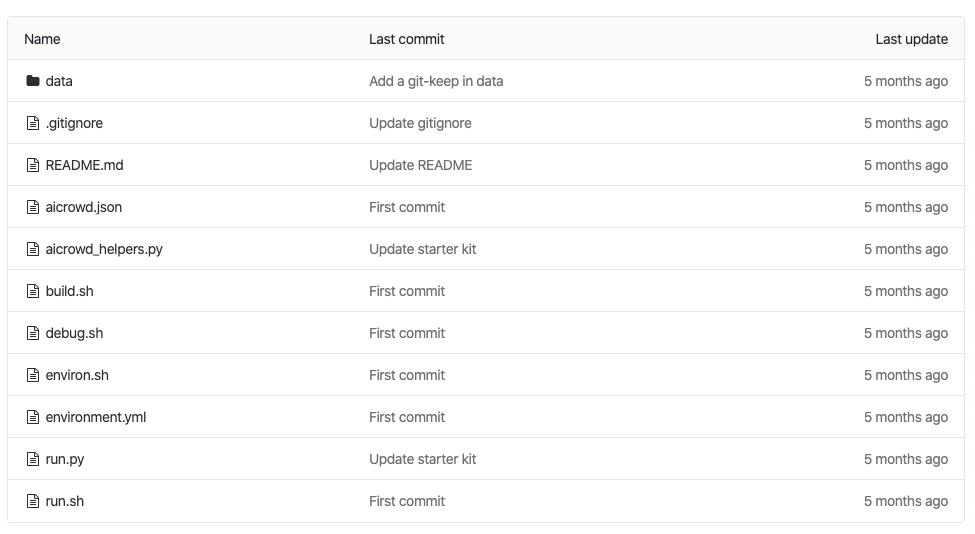 Name Last commit Last update
data Add a git-keep in data 5 months ago
.gitignore Update gitignore 5 months ago
README.md Update README 5 months ago
aicrowd.json First commit 5 months ago
aicrowd_helpers.py Update starter kit 5 months ago
build.sh First commit 5 months ago
debug.sh First commit 5 months ago
environ.sh First commit 5 months ago
environment.yml First commit 5 months ago
run.py Update starter kit 5 months ago
run.sh First commit 5 months ago